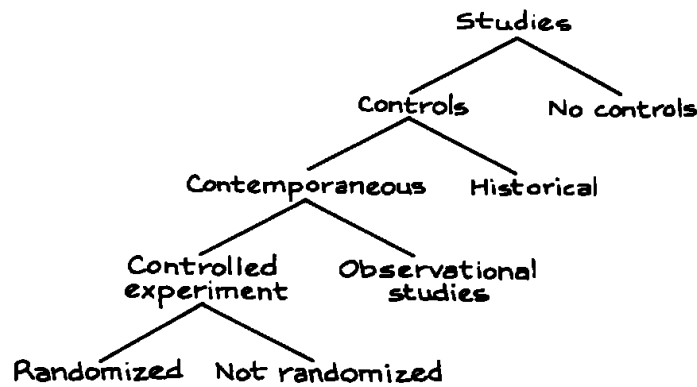 Studies
Controls
No controls
Contemporaneous
Historical
Controlled
experiment
Observational
studies
Randomized
Not randomized